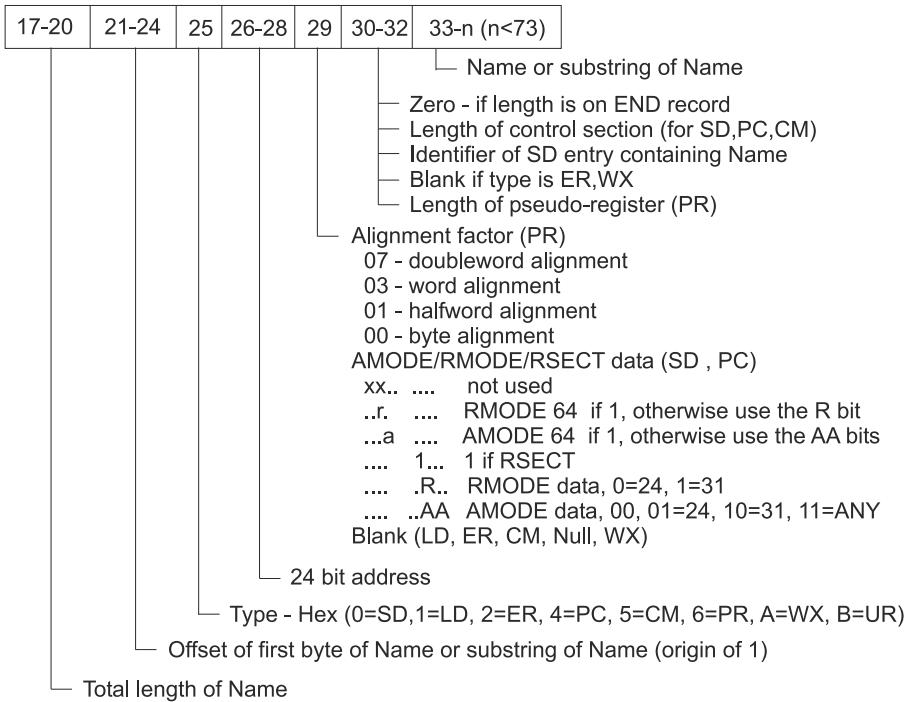 17-20 21-24 25 26-28 29 30-32 33-n (n<73)
Name or substring of Name
Zero - if length is on END record
Length of control section (for SD,PC,CM)
Identifier of SD entry containing Name
Blank if type is ER,WX
Length of pseudo-register (PR)
Alignment factor (PR)
07 - doubleword alignment
03 - word alignment
01 - halfword alignment
00 - byte alignment
AMODE/RMODE/RSECT data (SD , PC)
xx.. .... not used
..r. .... RMODE 64 if 1, otherwise use the R bit
...a .... AMODE 64 if 1, otherwise use the AA bits
.... 1... 1 if RSECT
.... .R.. RMODE data, 0=24, 1=31
.... ..AA AMODE data, 00, 01=24, 10=31, 11=ANY
Blank (LD, ER, CM, Null, WX)
24 bit address
Type - Hex (0=SD,1=LD, 2=ER, 4=PC, 5=CM, 6=PR, A=WX, B=UR)
Offset of first byte of Name or substring of Name (origin of 1)
Total length of Name